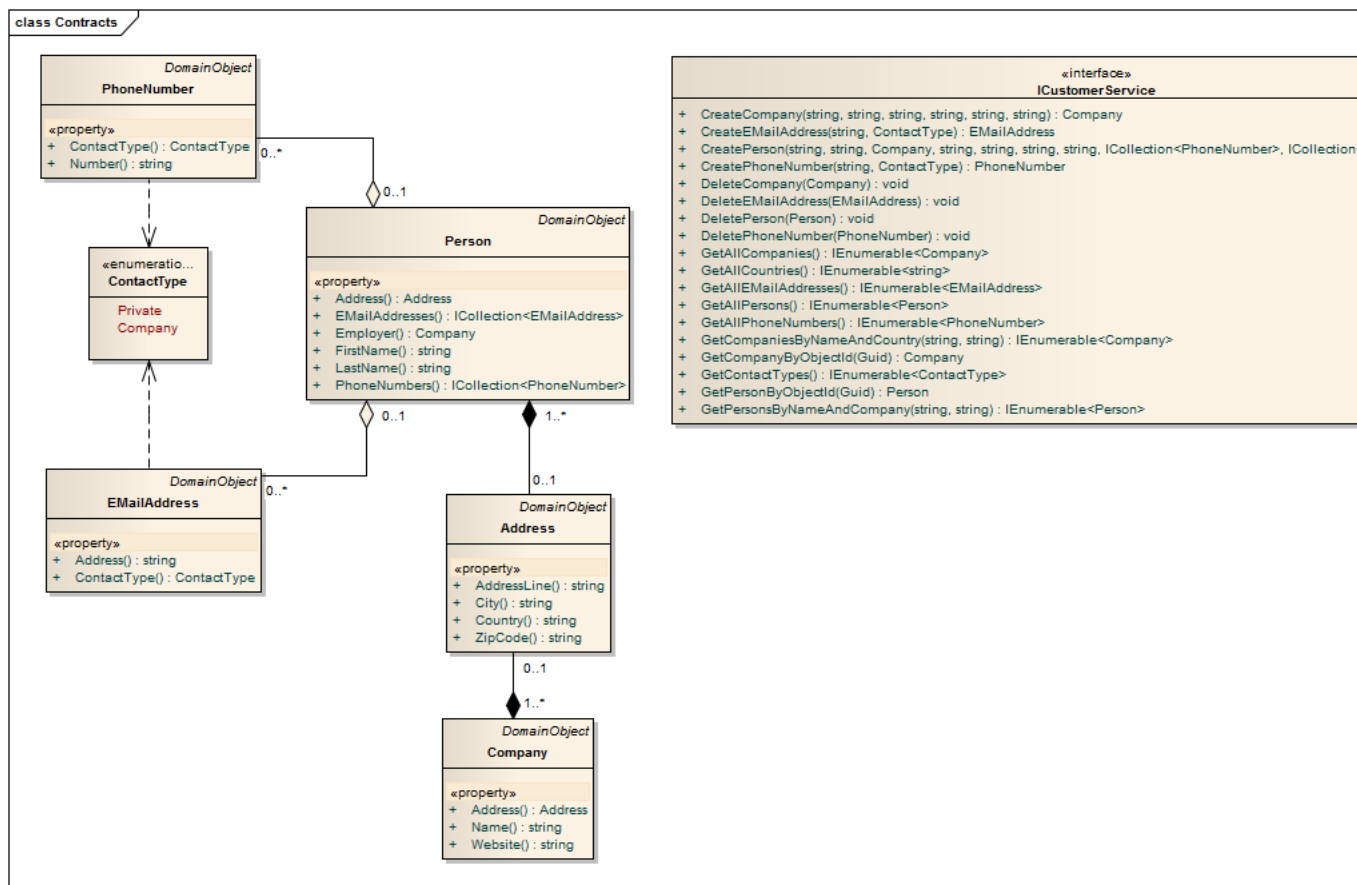 class Contracts
DomainObject
PhoneNumber
«property»
+ ContactType() : ContactType
+ Number() : string
0..*
0..1
«enumeratio...
ContactType
Private
Company
DomainObject
Person
«property»
+ Address() : Address
+ EMailAddresses() : ICollection<EMailAddress>
+ Employer() : Company
+ FirstName() : string
+ LastName() : string
+ PhoneNumbers() : ICollection<PhoneNumber>
0..1
1..*
0..*
0..1
DomainObject
EMailAddress
«property»
+ Address() : string
+ ContactType() : ContactType
DomainObject
Address
«property»
+ AddressLine() : string
+ City() : string
+ Country() : string
+ ZipCode() : string
0..1
1..*
DomainObject
Company
«property»
+ Address() : Address
+ Name() : string
+ Website() : string
«interface»
ICustomerService
+ CreateCompany(string, string, string, string, string, string) : Company
+ CreateEMailAddress(string, ContactType) : EMailAddress
+ CreatePerson(string, string, Company, string, string, string, string, ICollection<PhoneNumber>, ICollection<
+ CreatePhoneNumber(string, ContactType) : PhoneNumber
+ DeleteCompany(Company) : void
+ DeleteEMailAddress(EMailAddress) : void
+ DeletePerson(Person) : void
+ DeletePhoneNumber(PhoneNumber) : void
+ GetAllCompanies() : IEnumerable<Company>
+ GetAllCountries() : IEnumerable<string>
+ GetAllEMailAddresses() : IEnumerable<EMailAddress>
+ GetAllPersons() : IEnumerable<Person>
+ GetAllPhoneNumbers() : IEnumerable<PhoneNumber>
+ GetCompaniesByNameAndCountry(string, string) : IEnumerable<Company>
+ GetCompanyByObjectId(Guid) : Company
+ GetContactTypes() : IEnumerable<ContactType>
+ GetPersonByObjectId(Guid) : Person
+ GetPersonsByNameAndCompany(string, string) : IEnumerable<Person>